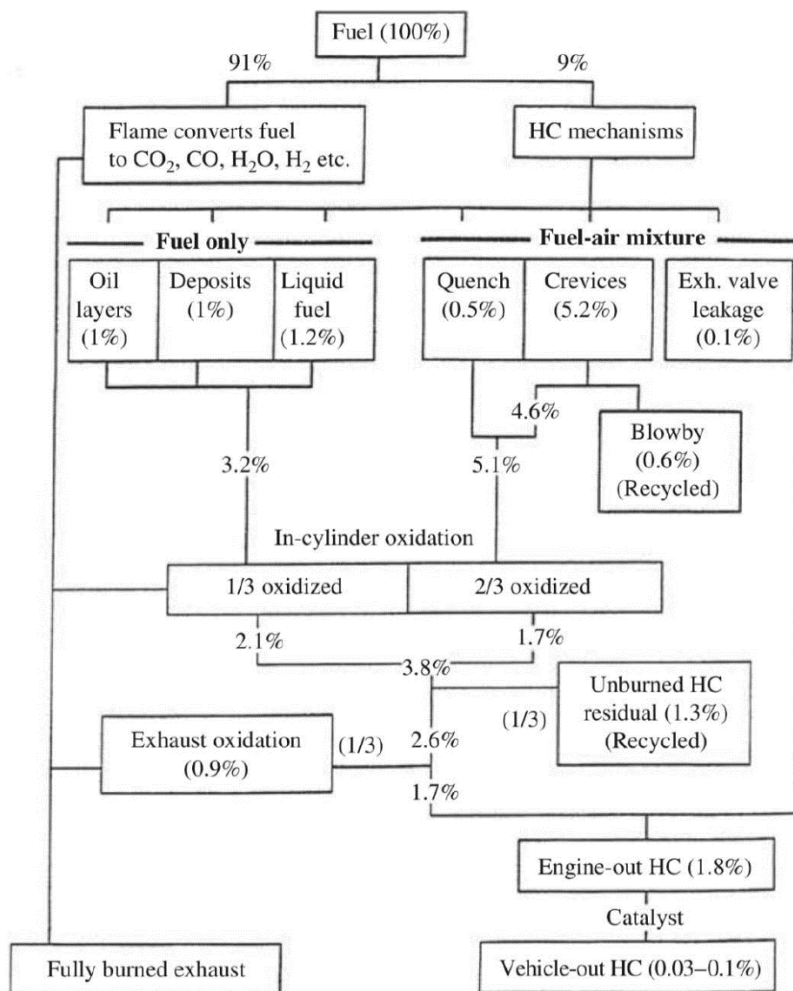 Fuel (100%)
91%
9%
Flame converts fuel
to CO₂, CO, H₂O, H₂ etc.
HC mechanisms
Fuel only
Fuel-air mixture
Oil
layers
(1%)
Deposits
(1%)
Liquid
fuel
(1.2%)
Quench
(0.5%)
Crevices
(5.2%)
Exh. valve
leakage
(0.1%)
4.6%
Blowby
(0.6%)
(Recycled)
3.2%
5.1%
In-cylinder oxidation
1/3 oxidized
2/3 oxidized
2.1%
1.7%
3.8%
Unburned HC
residual (1.3%)
(Recycled)
(1/3)
Exhaust oxidation
(0.9%)
(1/3)
2.6%
1.7%
Engine-out HC (1.8%)
Catalyst
Fully burned exhaust
Vehicle-out HC (0.03–0.1%)